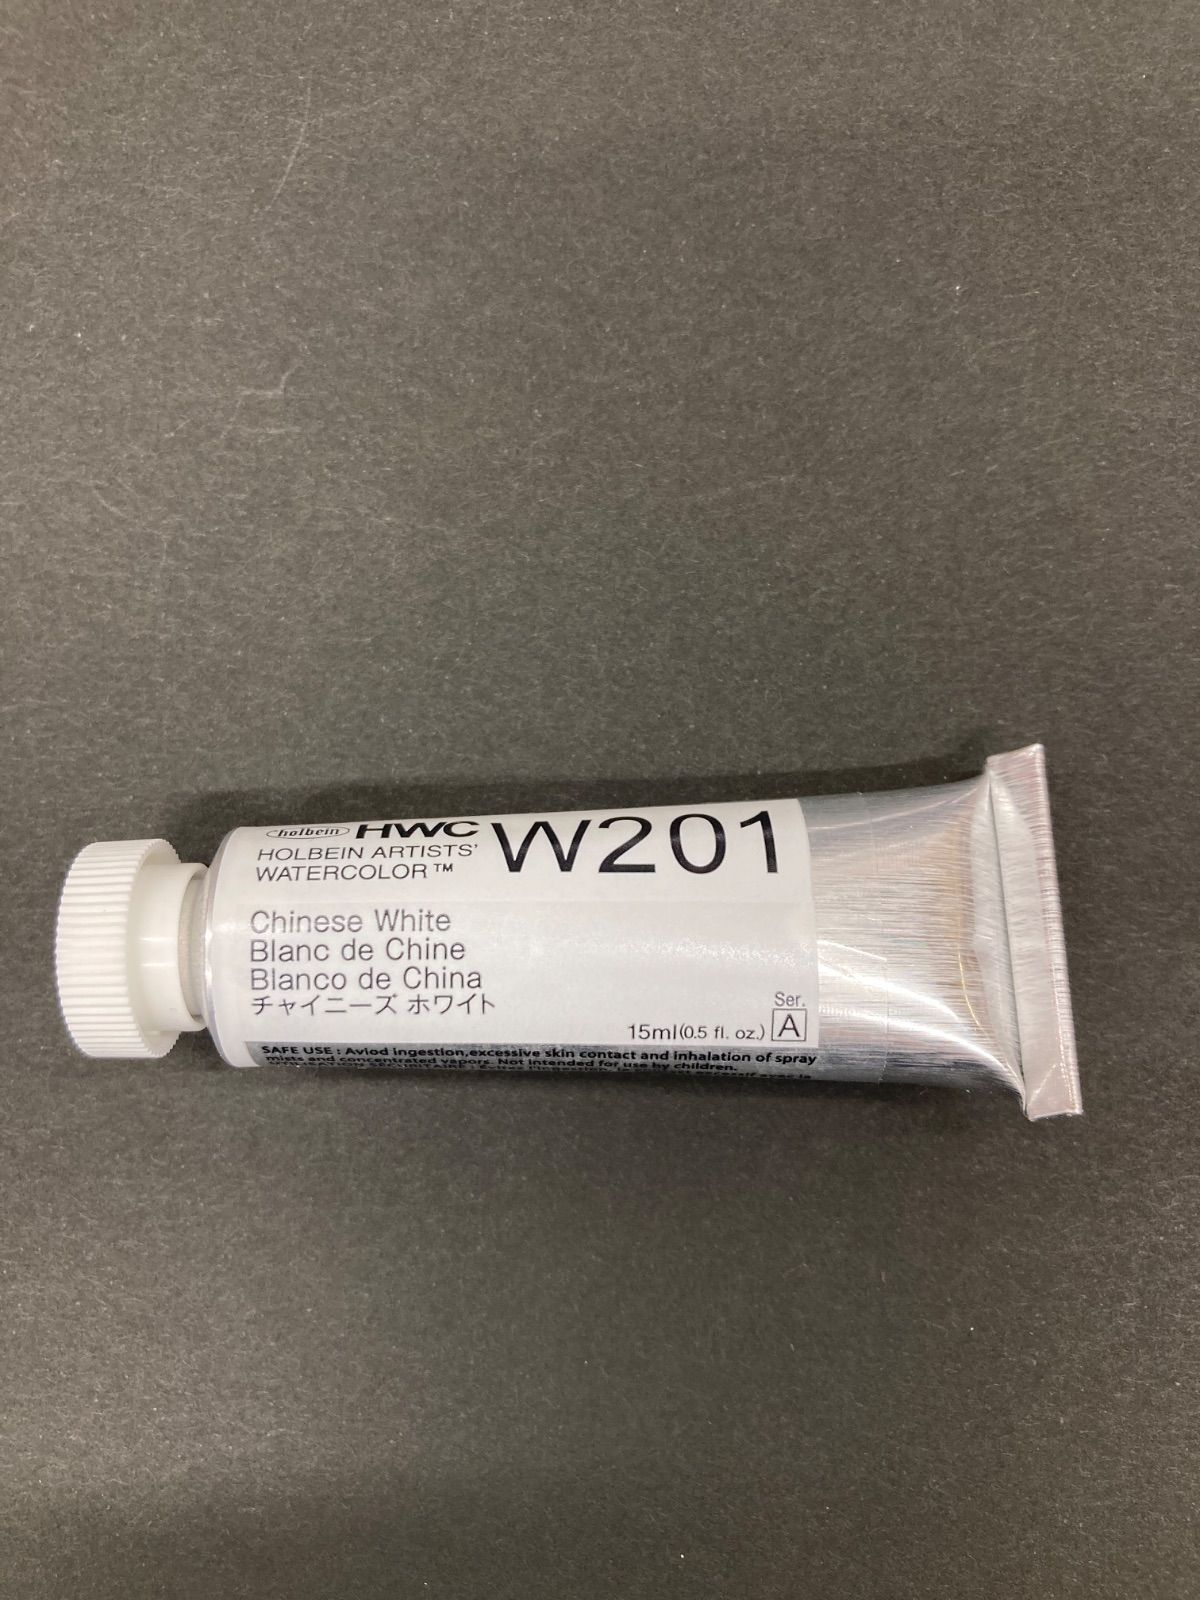 holbein HWC W201
HOLBEIN ARTISTS'
WATERCOLOR™
Chinese White
Blanc de Chine
Blanco de China
チャイニーズ ホワイト
Ser.
15ml(0.5 fl. oz.) A
SAFE USE : Aviod ingestion,excessive skin contact and inhalation of spray
mists and concentrated vapors. Not intended for use by children.